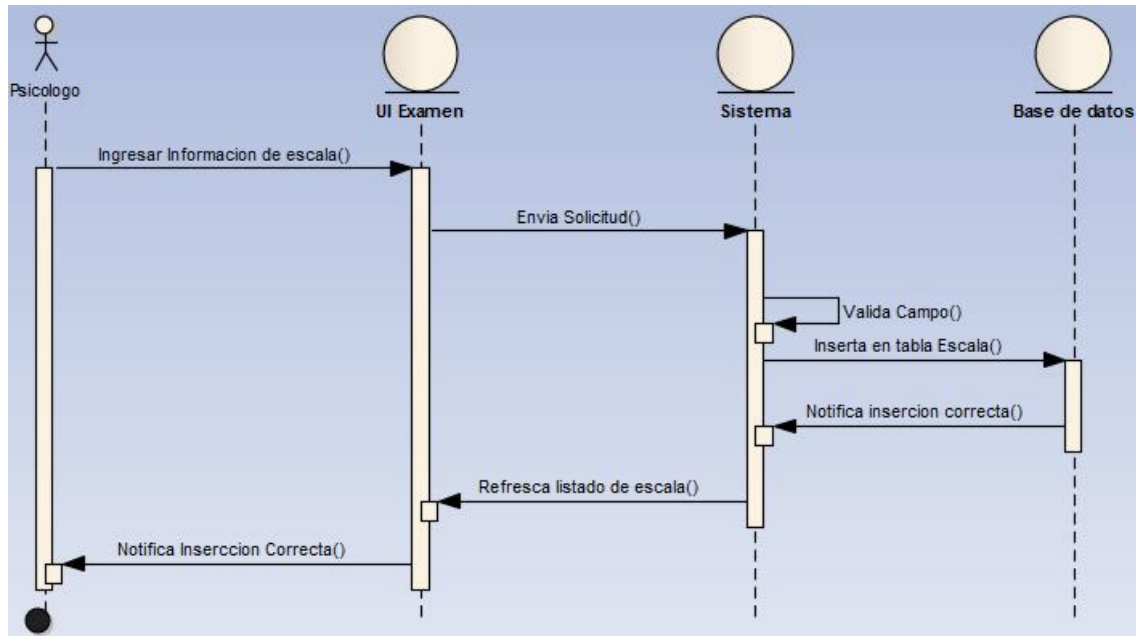 Psicologo
UI Examen
Sistema
Base de datos
Ingresar Informacion de escala()
Envia Solicitud()
Valida Campo()
Inserta en tabla Escala()
Notifica insercion correcta()
Refresca listado de escala()
Notifica Inserccion Correcta()